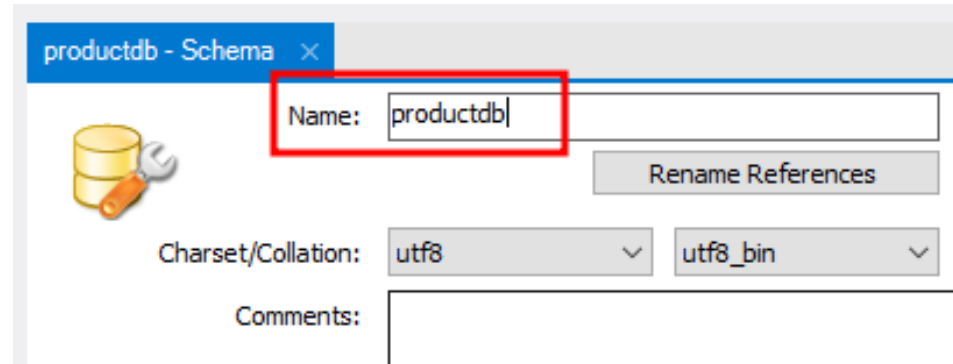 productdb - Schema ×
Name: productdb
Rename References
Charset/Collation: utf8 utf8_bin
Comments: